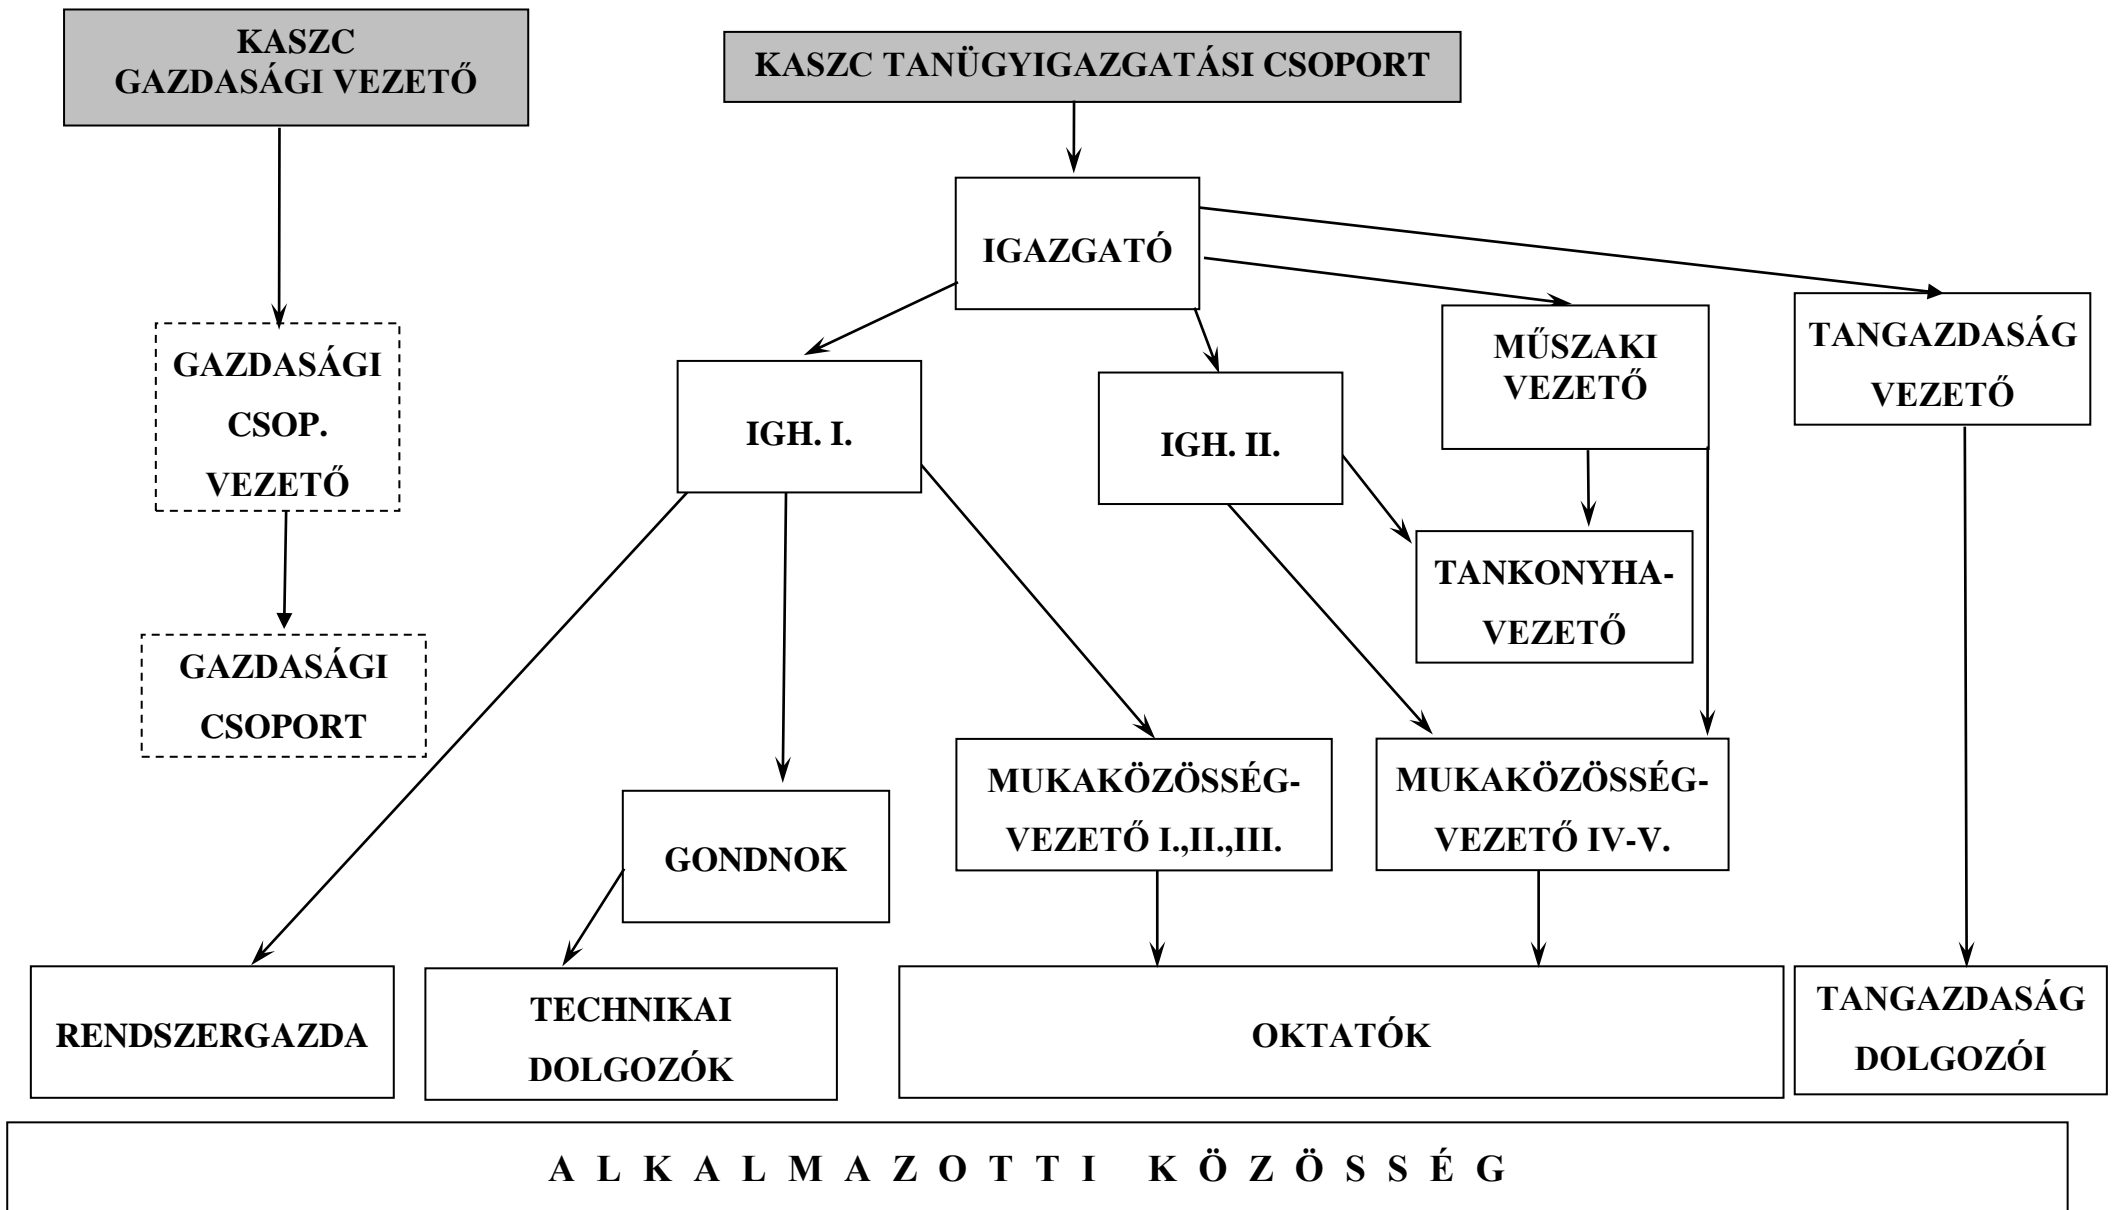 KASZC
GAZDASÁGI VEZETŐ
KASZC TANÜGYIGAZGATÁSI CSOPORT
IGAZGATÓ
GAZDASÁGI
CSOP.
VEZETŐ
IGH. I.
IGH. II.
MŰSZAKI
VEZETŐ
TANGAZDASÁG
VEZETŐ
TANKONYHA-
VEZETŐ
GAZDASÁGI
CSOPORT
GONDNOK
MUKAKÖZÖSSÉG-
VEZETŐ I.,II.,III.
MUKAKÖZÖSSÉG-
VEZETŐ IV-V.
RENDSZERGAZDA
TECHNIKAI
DOLGOZÓK
OKTATÓK
TANGAZDASÁG
DOLGOZÓI
A L K A L M A Z O T T I K Ö Z Ö S S É G